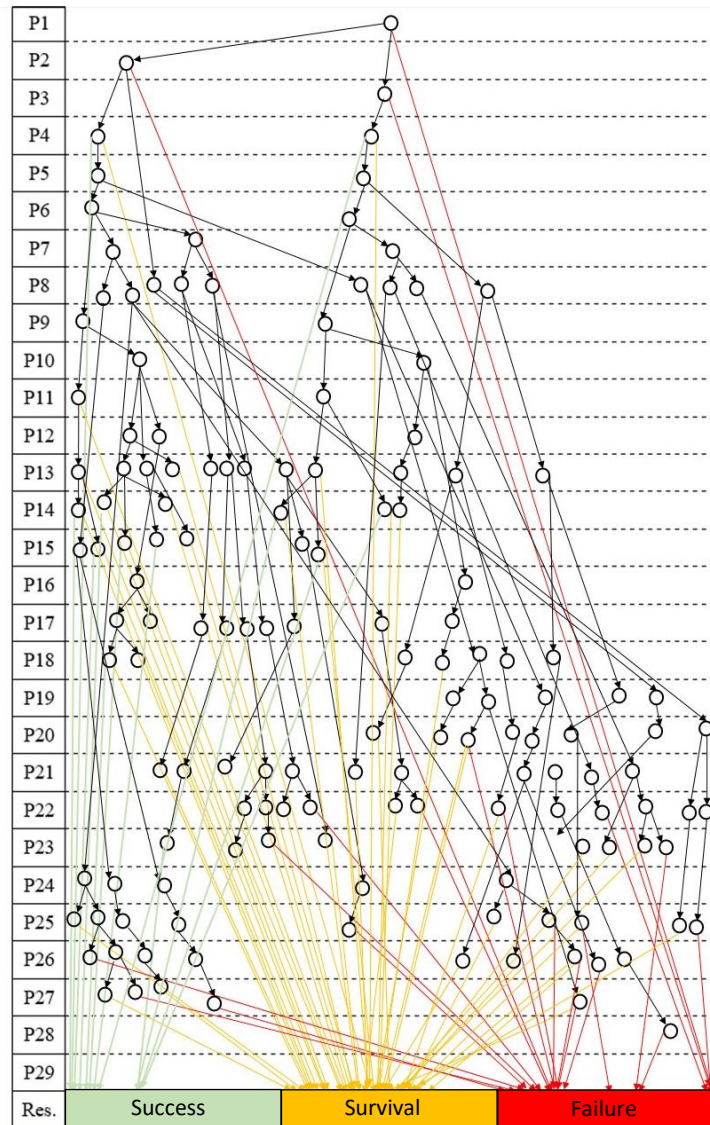 P1
P2
P3
P4
P5
P6
P7
P8
P9
P10
P11
P12
P13
P14
P15
P16
P17
P18
P19
P20
P21
P22
P23
P24
P25
P26
P27
P28
P29
Res. Success Survival Failure